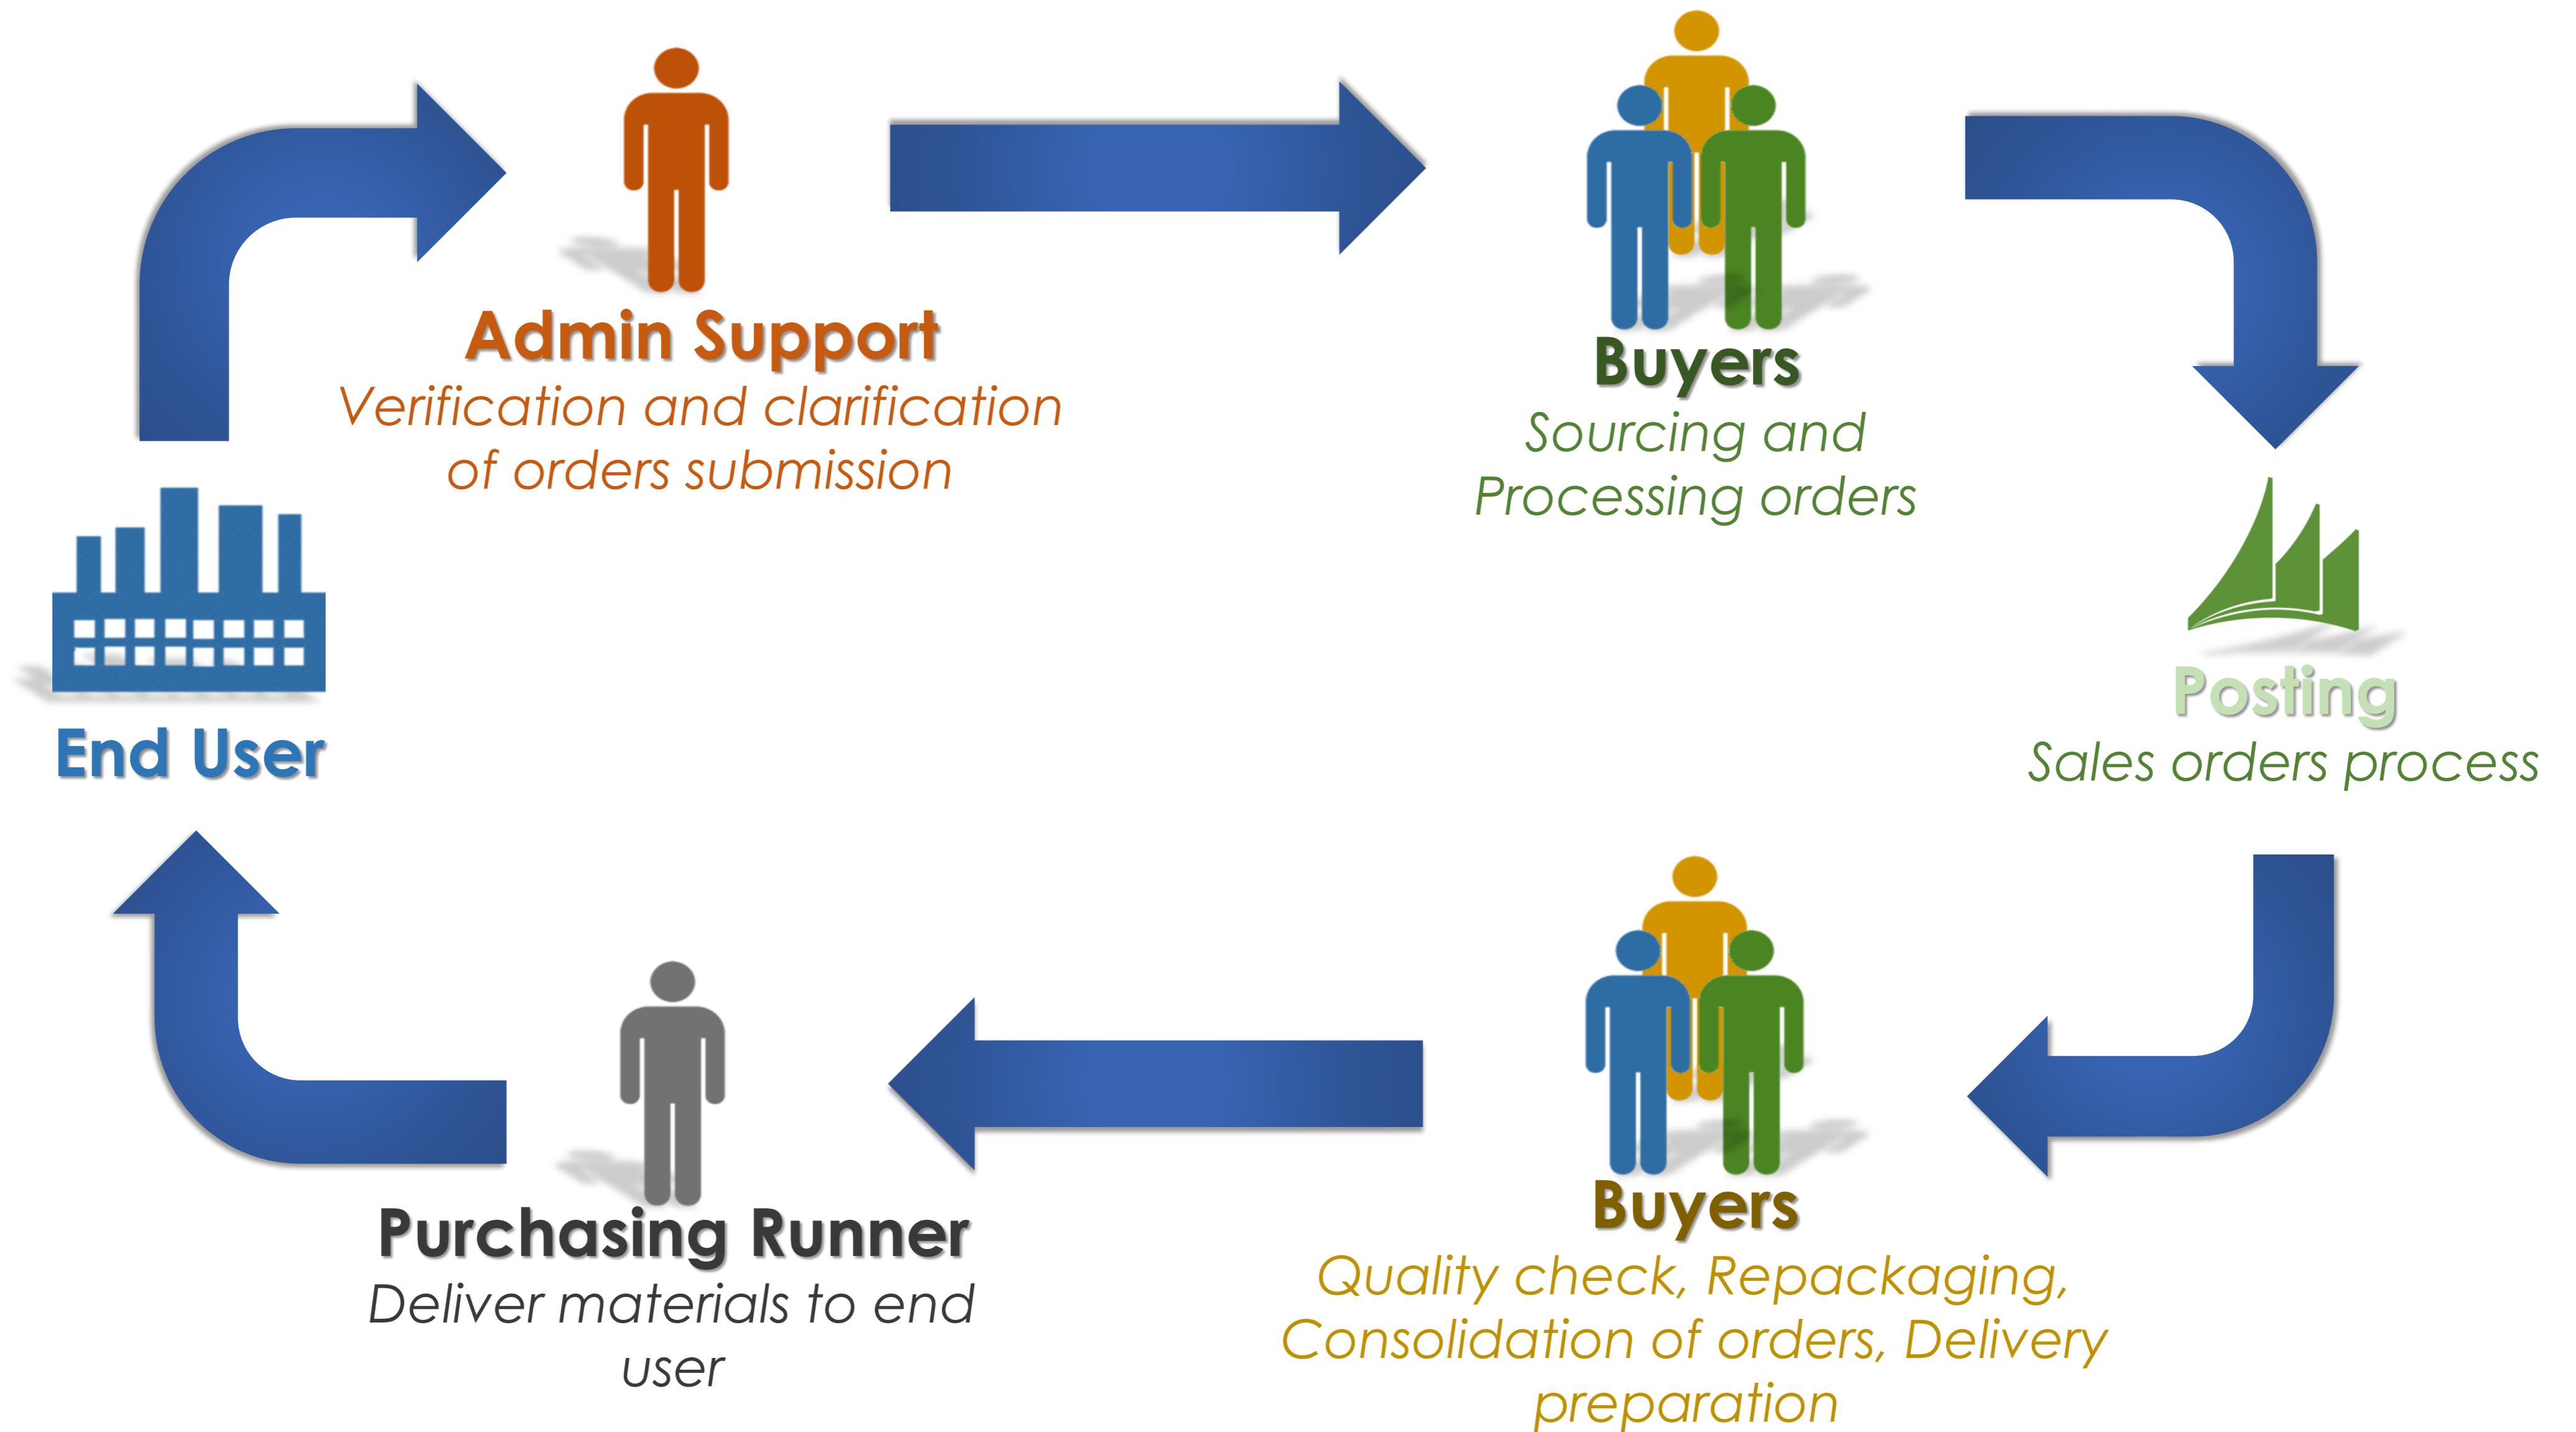 Admin Support
Verification and clarification
of orders submission
Buyers
Sourcing and
Processing orders
End User
Posting
Sales orders process
Purchasing Runner
Deliver materials to end
user
Buyers
Quality check, Repackaging,
Consolidation of orders, Delivery
preparation